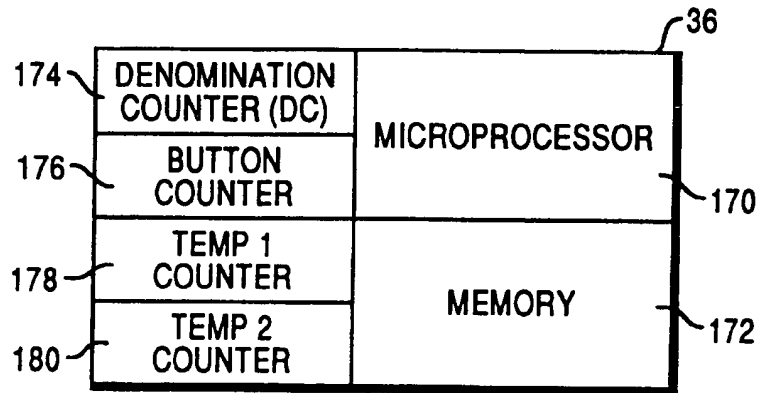 36
174
DENOMINATION
COUNTER (DC)
MICROPROCESSOR
176
BUTTON
COUNTER
170
178
TEMP 1
COUNTER
MEMORY
172
180
TEMP 2
COUNTER